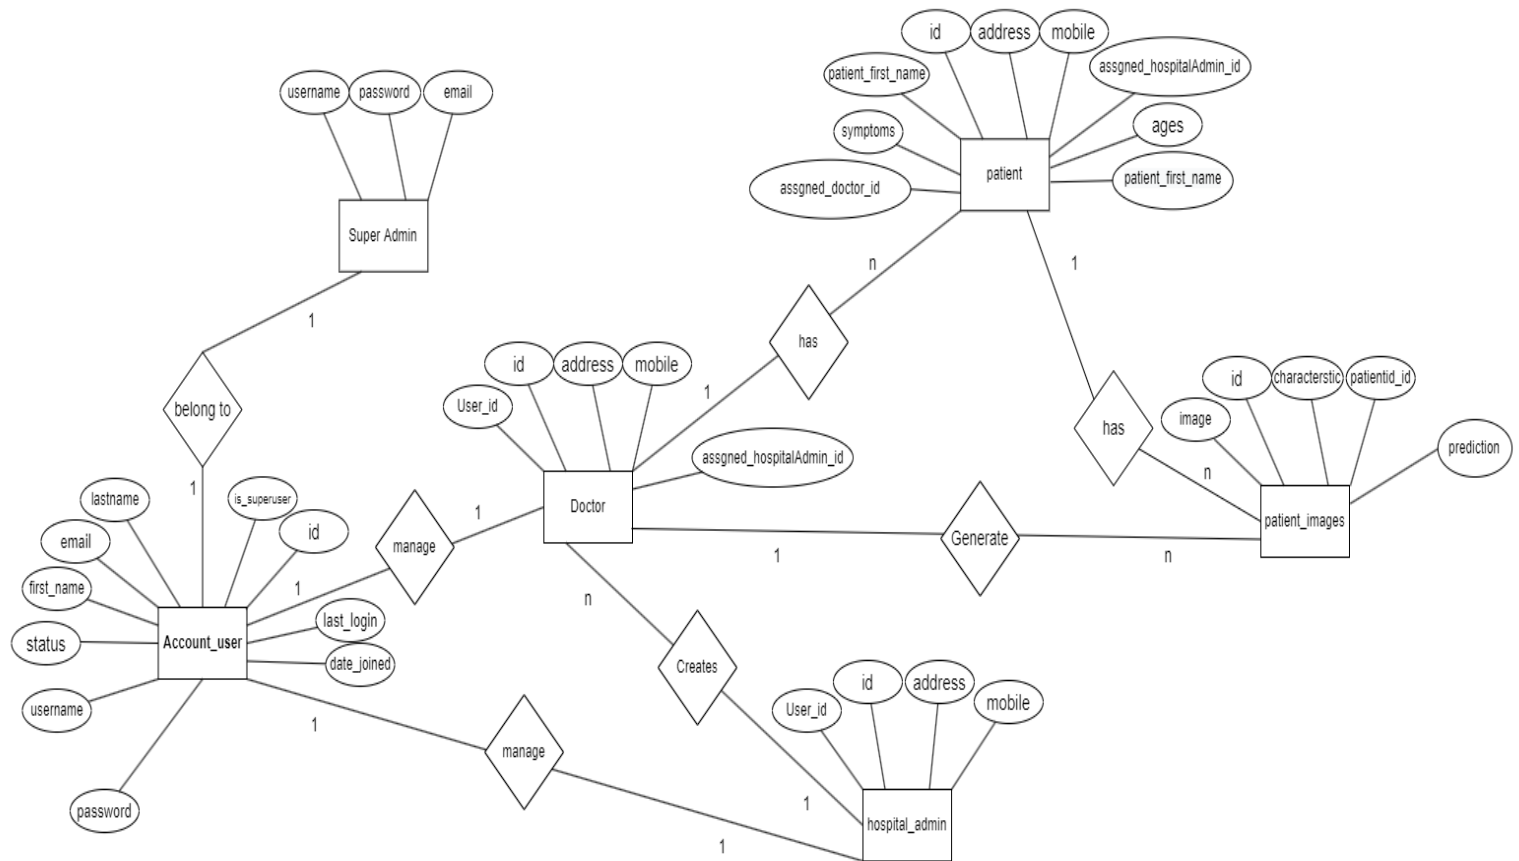 id
address
mobile
patient_first_name
assgned_hospitalAdmin_id
username
password
email
symptoms
ages
patient
assgned_doctor_id
patient_first_name
Super Admin
n
1
1
has
id
address
mobile
1
User_id
belong to
id
characterstic
patientid_id
image
has
prediction
assgned_hospitalAdmin_id
n
1
lastname
is_superuser
Doctor
1
patient_images
email
id
manage
Generate
1
n
first_name
1
n
last_login
status
Account_user
date_joined
Creates
username
User_id
id
address
mobile
1
manage
password
1
hospital_admin
1